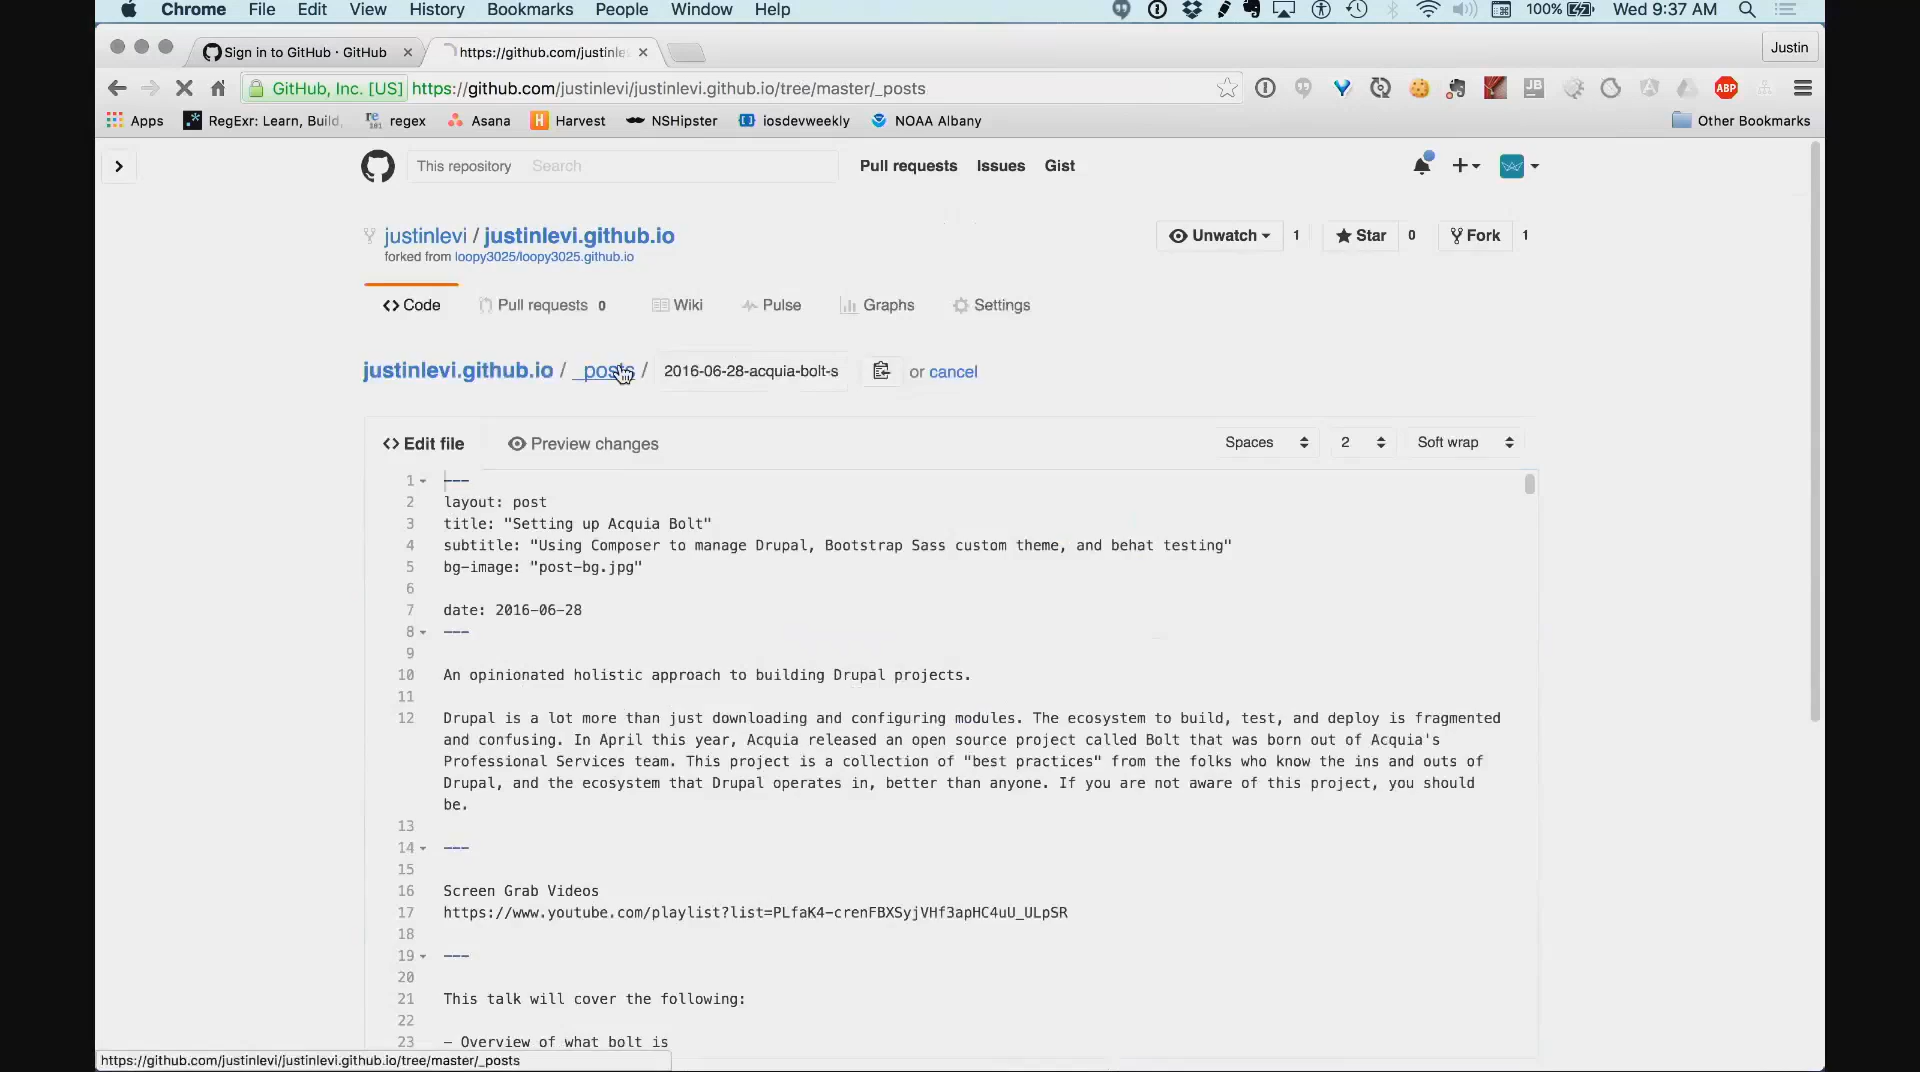 Chrome File Edit View History Bookmarks People Window Help 100% Wed 9:37 AM
Sign in to GitHub · GitHub https://github.com/justinle Justin
GitHub, Inc. [US] https://github.com/justinlevi/justinlevi.github.io/tree/master/_posts ABP
Apps RegExr: Learn, Build, regex Asana Harvest NSHipster iosdevweekly NOAA Albany Other Bookmarks
This repository Search Pull requests Issues Gist
justinlevi / justinlevi.github.io Unwatch 1 Star 0 Fork 1
forked from loopy3025/loopy3025.github.io
Code Pull requests 0 Wiki Pulse Graphs Settings
justinlevi.github.io / _posts / 2016-06-28-acquia-bolt-s or cancel
Edit file Preview changes Spaces 2 Soft wrap
1 ---
2 layout: post
3 title: "Setting up Acquia Bolt"
4 subtitle: "Using Composer to manage Drupal, Bootstrap Sass custom theme, and behat testing"
5 bg-image: "post-bg.jpg"
6
7 date: 2016-06-28
8 ---
9
10 An opinionated holistic approach to building Drupal projects.
11
12 Drupal is a lot more than just downloading and configuring modules. The ecosystem to build, test, and deploy is fragmented
and confusing. In April this year, Acquia released an open source project called Bolt that was born out of Acquia's
Professional Services team. This project is a collection of "best practices" from the folks who know the ins and outs of
Drupal, and the ecosystem that Drupal operates in, better than anyone. If you are not aware of this project, you should
be.
13
14 ---
15
16 Screen Grab Videos
17 https://www.youtube.com/playlist?list=PLfaK4-crenFBXSyjVHf3apHC4uU_ULpSR
18
19 ---
20
21 This talk will cover the following:
22
23 - Overview of what bolt is
https://github.com/justinlevi/justinlevi.github.io/tree/master/_posts